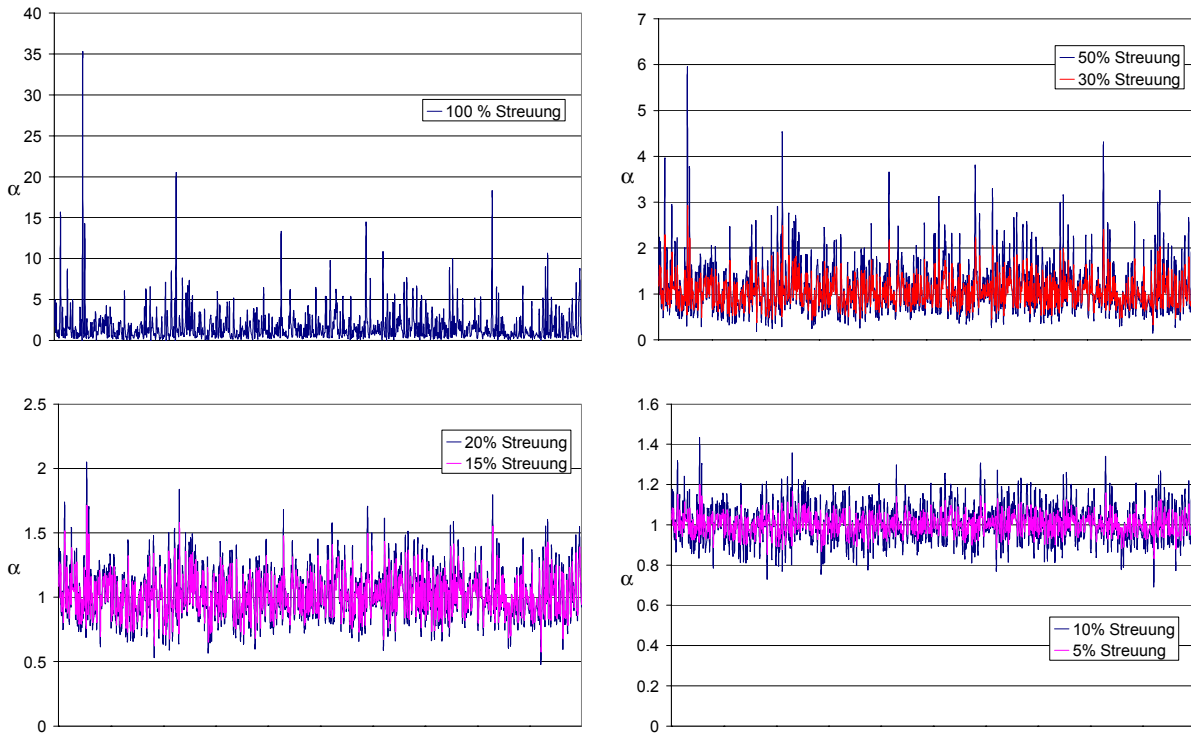 40
35
30
25
20
15
10
5
0
α
100 % Streuung
7
6
5
4
3
2
1
0
α
50% Streuung
30% Streuung
2.5
2
1.5
1
0.5
0
α
20% Streuung
15% Streuung
1.6
1.4
1.2
1
0.8
0.6
0.4
0.2
0
α
10% Streuung
5% Streuung